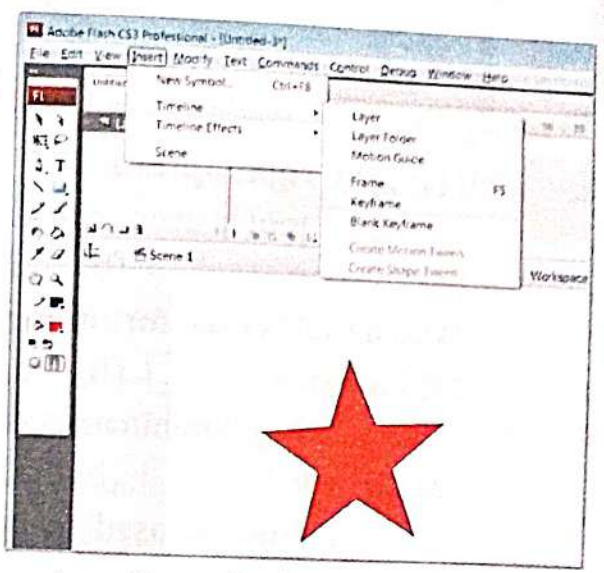 Adobe Flash CS3 Professional - [Untitled-3*]
File Edit View Insert Modify Text Commands Control Debug Window Help
New Symbol... Ctrl+F8
Timeline
Timeline Effects
Scene
Layer
Layer Folder
Motion Guide
Frame F5
Keyframe
Blank Keyframe
Create Motion Tween
Create Shape Tween
Fl
T
Scene 1
Workspace